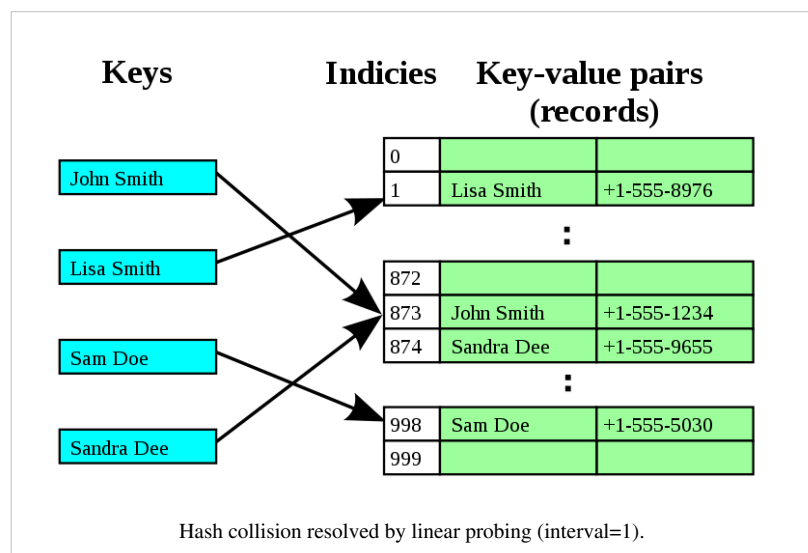 Keys
Indicies
Key-value pairs
(records)
John Smith
Lisa Smith
Sam Doe
Sandra Dee
0
1 Lisa Smith +1-555-8976
:
872
873 John Smith +1-555-1234
874 Sandra Dee +1-555-9655
:
998 Sam Doe +1-555-5030
999
Hash collision resolved by linear probing (interval=1).